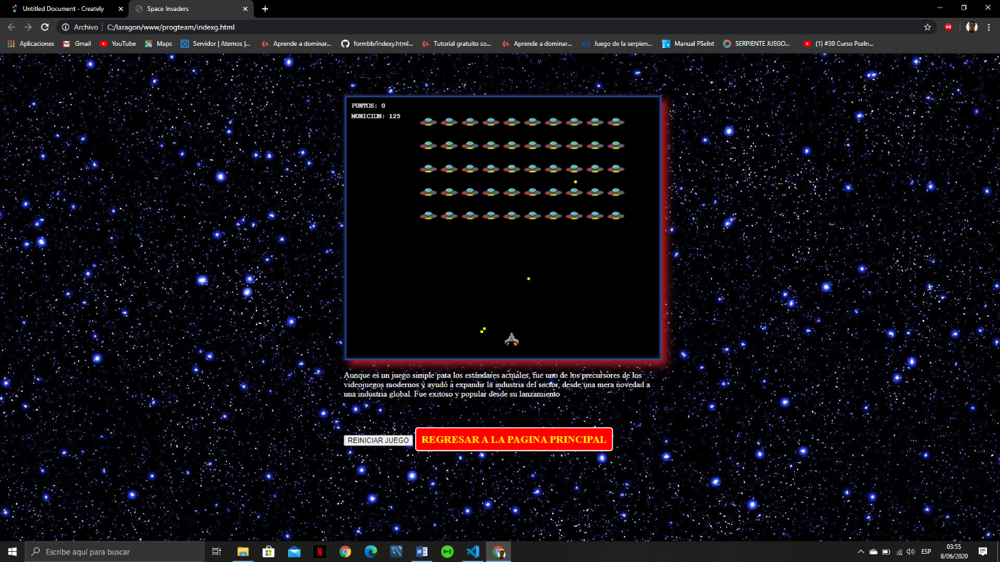 Untitled Document - Creately
Space Invaders
Archivo C:/laragon/www/progteam/indexg.html
Aplicaciones Gmail YouTube Maps Servidor | Aternos |... Aprende a dominar... formbb/indexy.html... Tutorial gratuito so... Aprende a dominar... Juego de la serpien... Manual PSeInt SERPIENTE JUEGO... (1) #30 Curso PseIn...
PUNTOS: 0
MUNICION: 125
Aunque es un juego simple para los estándares actuales, fue uno de los precursores de los
videojuegos modernos y ayudó a expandir la industria del sector, desde una mera novedad a
una industria global. Fue exitoso y popular desde su lanzamiento
REINICIAR JUEGO REGRESAR A LA PAGINA PRINCIPAL
Escribe aquí para buscar
ESP
03:55
8/06/2020